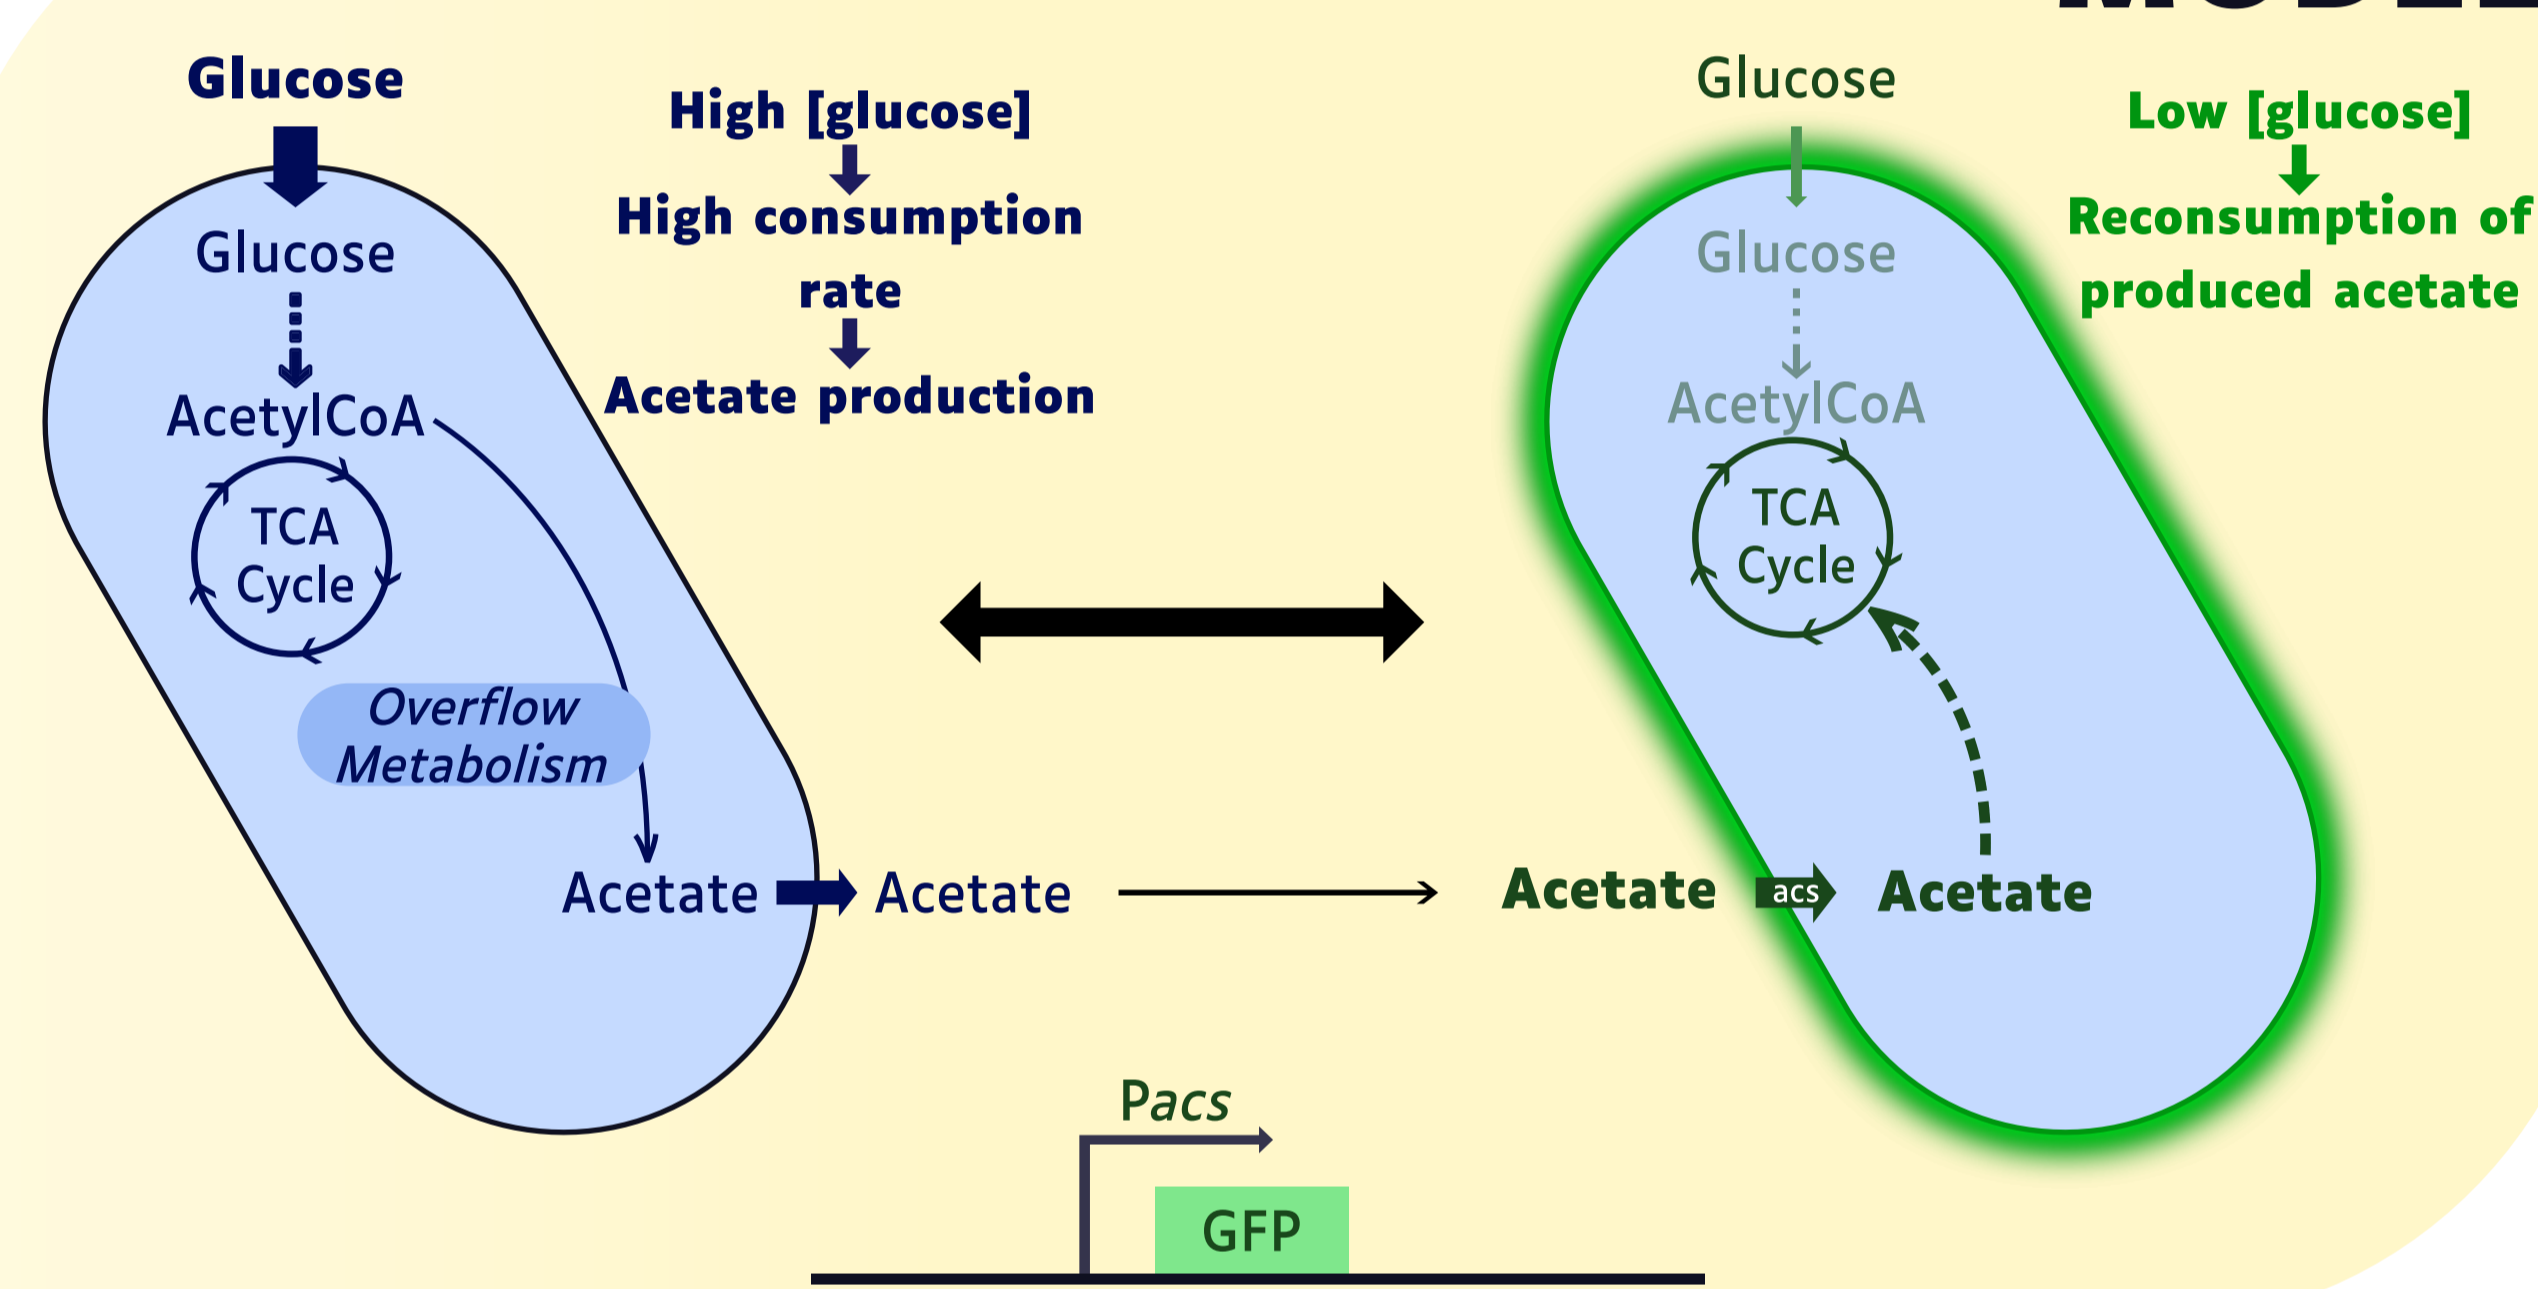 Glucose
High [glucose]
High consumption
rate
Acetate production
Glucose
AcetylCoA
TCA
Cycle
Overflow
Metabolism
Acetate
Acetate
Glucose
Low [glucose]
Reconsumption of
produced acetate
Glucose
AcetylCoA
TCA
Cycle
Acetate
acs
Acetate
Pacs
GFP